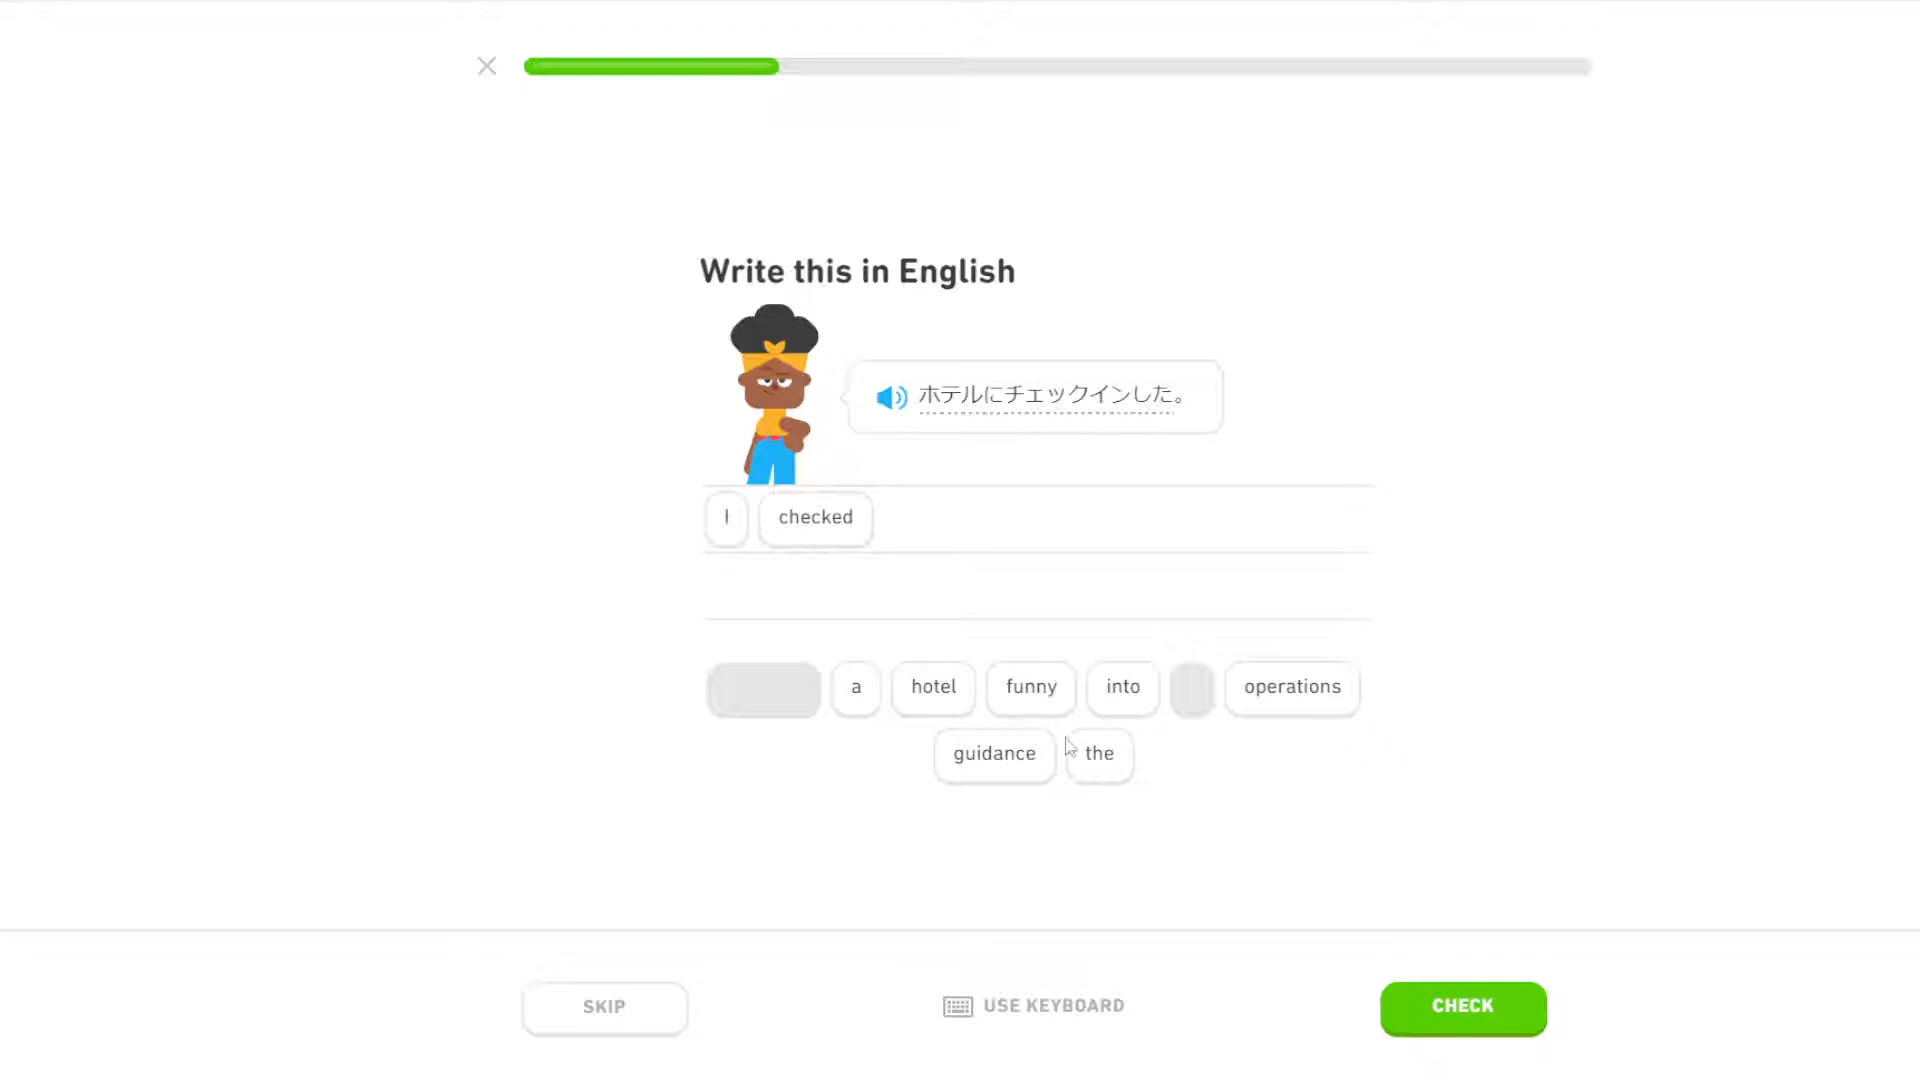 Write this in English
ホテルにチェックインした。
I checked
a hotel funny into operations
guidance the
SKIP USE KEYBOARD CHECK